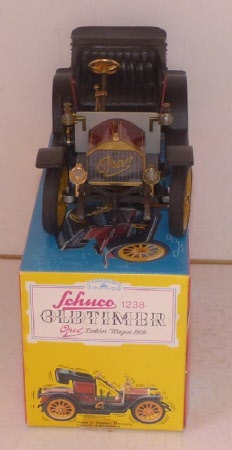 Opel
Schuco 1238
OLDTIMER
Opel Doktor-Wagen 1909